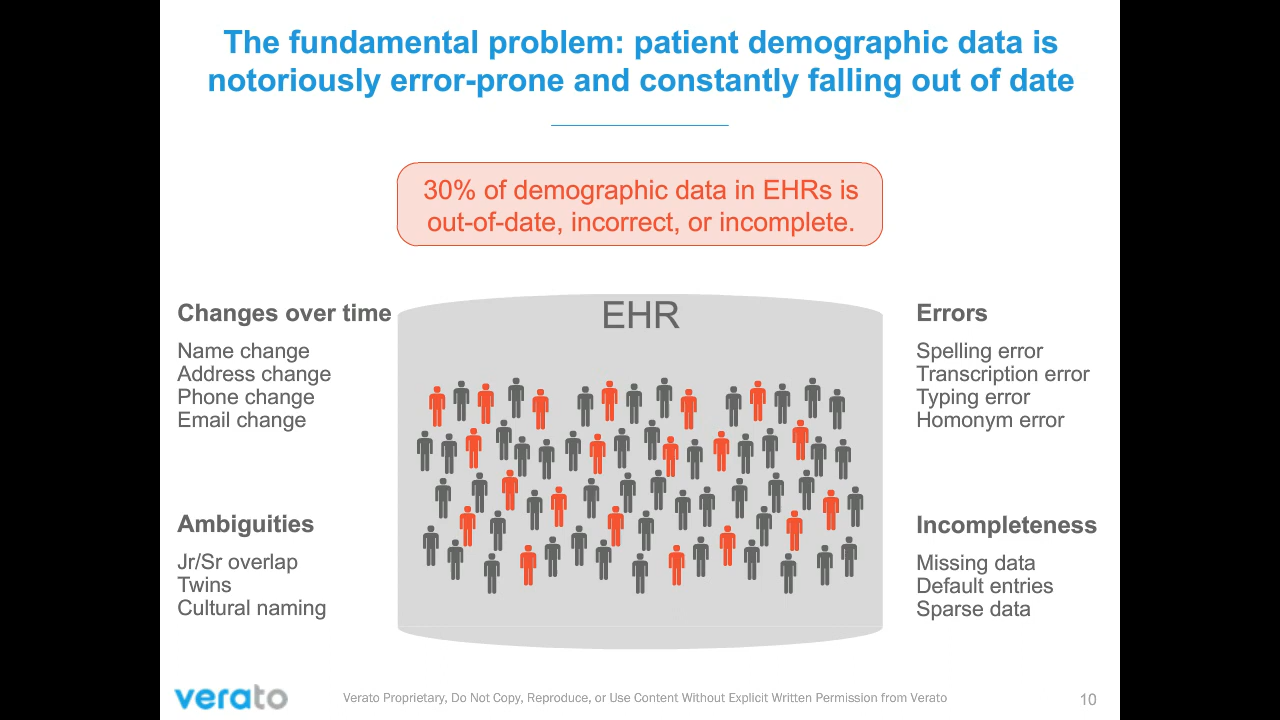 The fundamental problem: patient demographic data is
notoriously error-prone and constantly falling out of date
30% of demographic data in EHRs is
out-of-date, incorrect, or incomplete.
EHR
Changes over time
Name change
Address change
Phone change
Email change
Ambiguities
Jr/Sr overlap
Twins
Cultural naming
Errors
Spelling error
Transcription error
Typing error
Homonym error
Incompleteness
Missing data
Default entries
Sparse data
verato
Verato Proprietary, Do Not Copy, Reproduce, or Use Content Without Explicit Written Permission from Verato
10